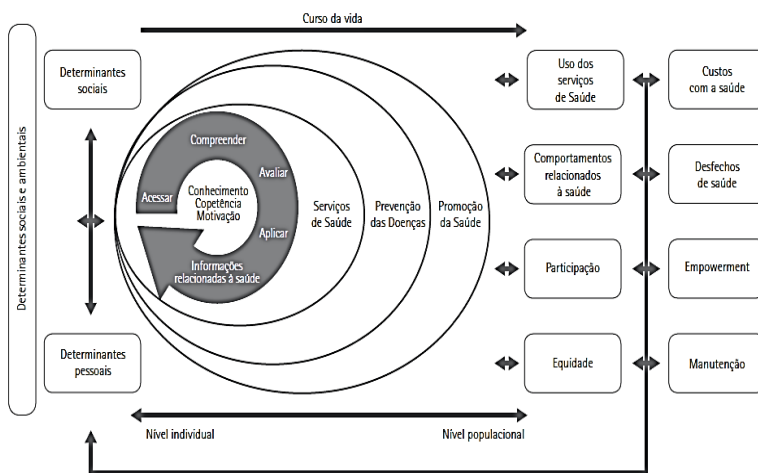 Curso da vida
Determinantes sociais e ambientais
Determinantes
sociais
Determinantes
pessoais
Compreender
Acessar
Avaliar
Aplicar
Conhecimento
Copetência
Motivação
Informações
relacionadas à saúde
Serviços
de Saúde
Prevenção
das Doenças
Promoção
da Saúde
Uso dos
serviços
de Saúde
Custos
com a saúde
Comportamentos
relacionados
à saúde
Desfechos
de saúde
Participação
Empowerment
Equidade
Manutenção
Nível individual
Nível populacional